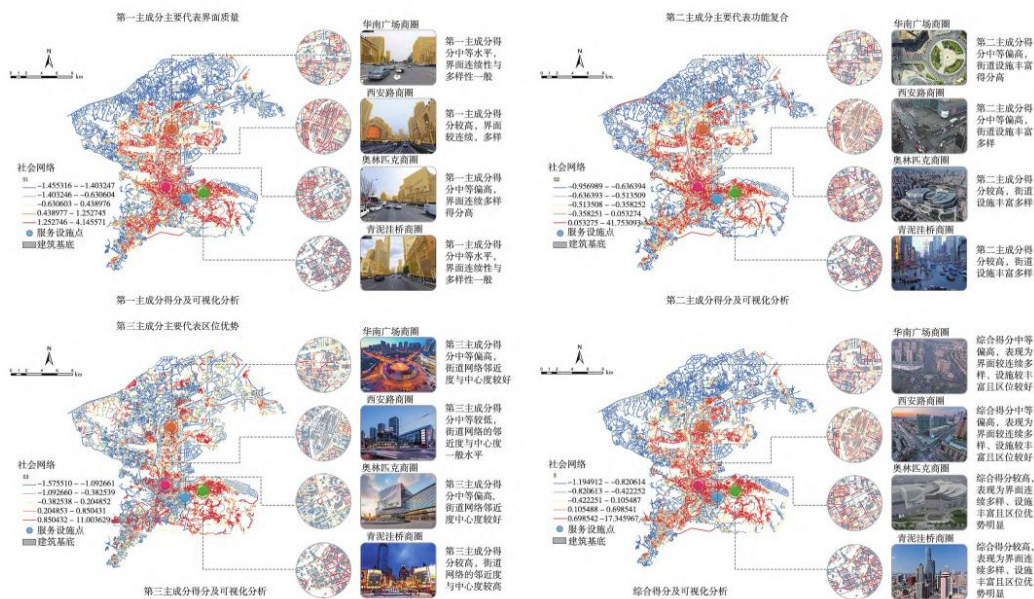 第一主成分主要代表界面质量
N
0 1 2 4 6 8 km
社会网络
S1
-1.455316 - -1.403247
-1.403246 - -0.630604
-0.630603 - 0.438976
0.438977 - 1.252745
1.252746 - 4.145571
服务设施点
建筑基底
华南广场商圈
第一主成分得
分中等水平,
界面连续性与
多样性一般
西安路商圈
第一主成分得
分较高,界面
较连续,多样
奥林匹克商圈
第一主成分得
分中等偏高,
界面连续多样
得分高
青泥洼桥商圈
第一主成分得
分中等水平,
界面连续性与
多样性一般
第一主成分得分及可视化分析
第二主成分主要代表功能复合
N
0 1 2 4 6 8 km
社会网络
S2
-0.956989 - -0.636394
-0.636393 - -0.513509
-0.513508 - -0.358252
-0.358251 - 0.053274
0.053275 - 41.753093
服务设施点
建筑基底
华南广场商圈
第二主成分得
分中等偏高,
街道设施丰富
得分高
西安路商圈
第二主成分得
分中等偏高,
街道设施丰富
多样
奥林匹克商圈
第二主成分得
分较高,街道
设施丰富多样
青泥洼桥商圈
第二主成分得
分较高,街道
设施丰富多样
第二主成分得分及可视化分析
第三主成分主要代表区位优势
N
0 1 2 4 6 8 km
社会网络
S3
-1.575510 - -1.092661
-1.092660 - -0.382539
-0.382538 - 0.204852
0.204853 - 0.850431
0.850432 - 11.003629
服务设施点
建筑基底
华南广场商圈
第三主成分得
分中等偏高,
街道网络邻近
度与中心度较好
西安路商圈
第三主成分得
分中等较低,
街道网络的邻
近度与中心度
一般水平
奥林匹克商圈
第三主成分得
分中等偏高,
街道网络邻近
度中心度较好
青泥洼桥商圈
第三主成分得
分较高,街道
网络的邻近度
与中心度较高
第三主成分得分及可视化分析
N
0 1 2 4 6 8 km
社会网络
S
-1.194912 - -0.820614
-0.820613 - -0.422252
-0.422251 - 0.105487
0.105488 - 0.698541
0.698542 - 17.345967
服务设施点
建筑基底
华南广场商圈
综合得分中等
偏高,表现为
界面较连续多
样、设施较丰
富且区位较好
西安路商圈
综合得分中等
偏高,表现为
界面较连续多
样、设施较丰
富且区位较好
奥林匹克商圈
综合得分较高,
表现为界面连
续多样、设施
丰富且区位优
势明显
青泥洼桥商圈
综合得分较高,
表现为界面连
续多样、设施
丰富且区位优
势明显
综合得分及可视化分析